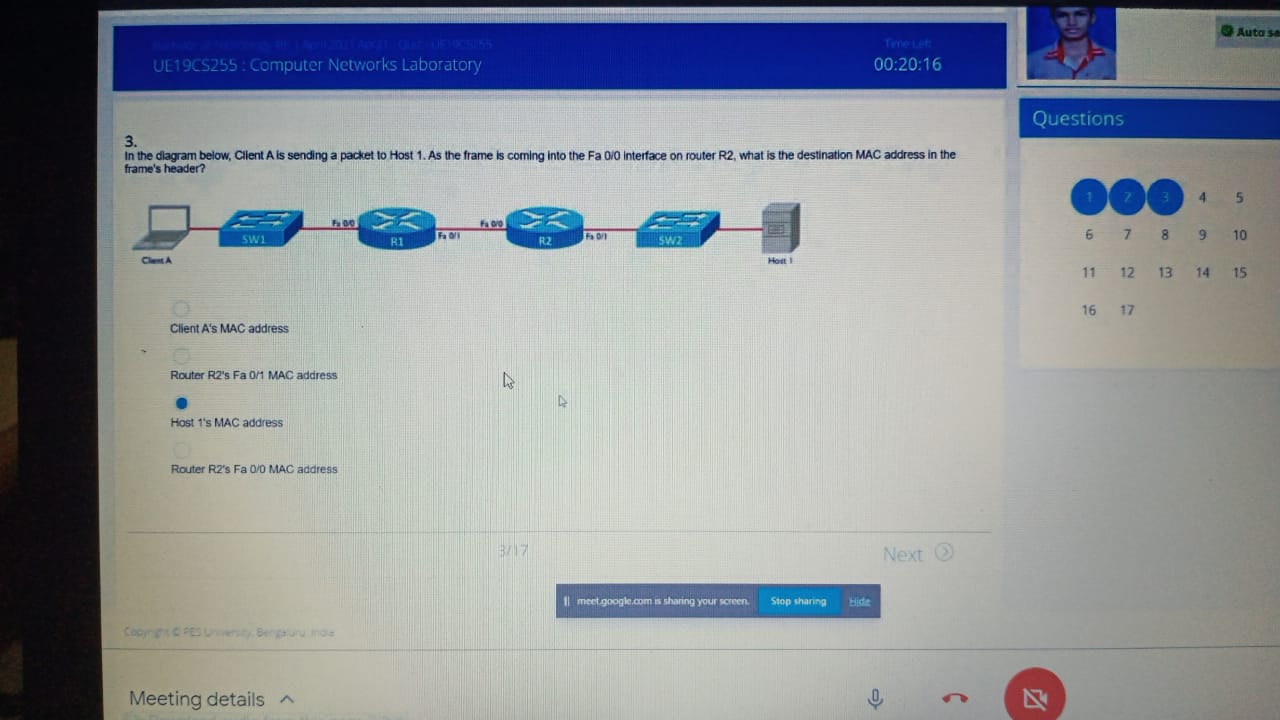 UE19CS255
UE19CS255 : Computer Networks Laboratory
Time Left
00:20:16
Auto sa
Questions
1 2 3 4 5
6 7 8 9 10
11 12 13 14 15
16 17
3.
In the diagram below, Client A is sending a packet to Host 1. As the frame is coming into the Fa 0/0 interface on router R2, what is the destination MAC address in the
frame's header?
Fa 0/0
Fa 0/0
SW1
R1
Fa 0/1
R2
Fa 0/1
SW2
Client A
Host 1
Client A's MAC address
Router R2's Fa 0/1 MAC address
Host 1's MAC address
Router R2's Fa 0/0 MAC address
3/17
Next
meet.google.com is sharing your screen.
Stop sharing
Hide
Copyright © PES University, Bengaluru, India
Meeting details